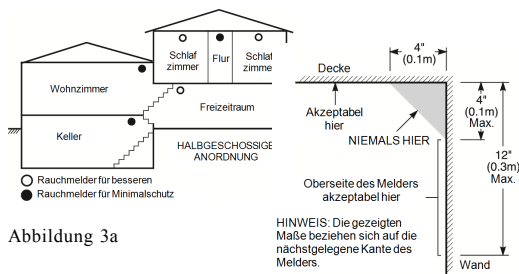 Schlaf
zimmer
Flur
Schlaf
zimme
Wohnzimmer
Freizeitraum
Keller
HALBGESCHOSSIGE
ANORDNUNG
Rauchmelder für besseren
Rauchmelder für Minimalschutz
Abbildung 3a
4"
(0.1m)
Decke
Akzeptabel
hier
4"
(0.1m)
Max.
NIEMALS HIER
12"
(0.3m)
Max.
Oberseite des Melders
akzeptabel hier
HINWEIS: Die gezeigten
Maße beziehen sich auf die
nächstgelegene Kante des
Melders.
Wand